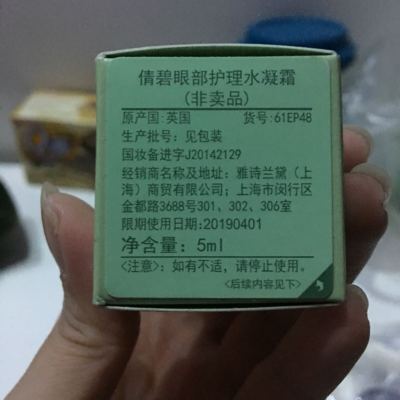 倩碧眼部护理水凝霜
(非卖品)
原产国:英国 货号:61EP48
生产批号:见包装
国妆备进字J20142129
经销商名称及地址:雅诗兰黛(上
海)商贸有限公司;上海市闵行区
金都路3688号301、302、306室
限期使用日期:20190401
净含量:5ml
<注意>:如有不适,请停止使用。
<后续内容见下>